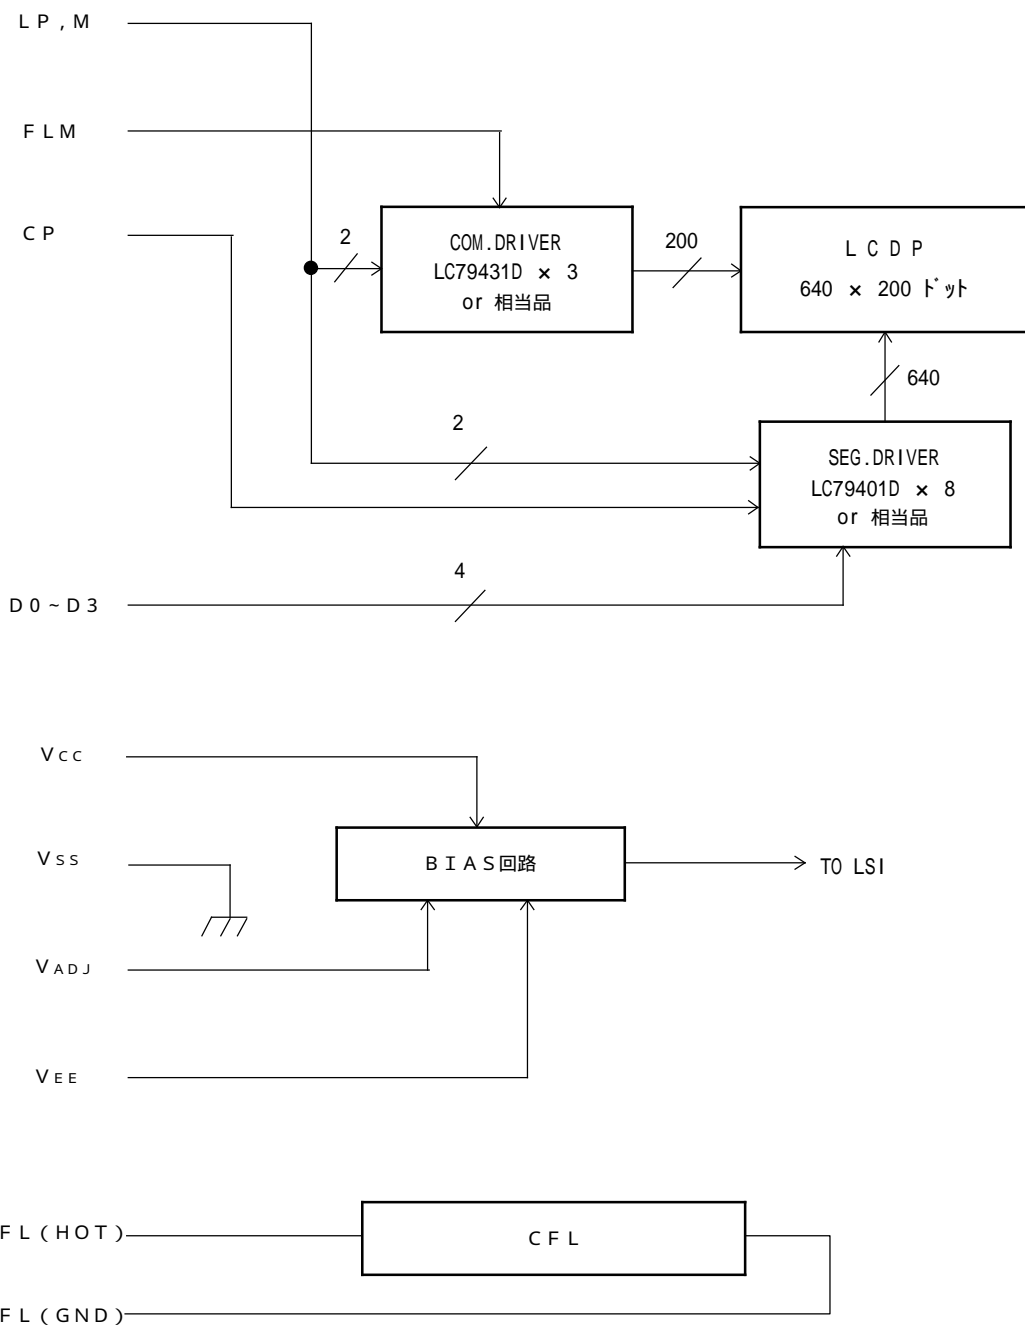 LP,M
FLM
CP
2
COM.DRIVER
LC79431D × 3
or 相当品
200
LCDP
640 × 200 ﾄﾞｯﾄ
640
2
SEG.DRIVER
LC79401D × 8
or 相当品
4
D0~D3
VCC
VSS
BIAS回路
TO LSI
VADJ
VEE
FL(HOT)
CFL
FL(GND)